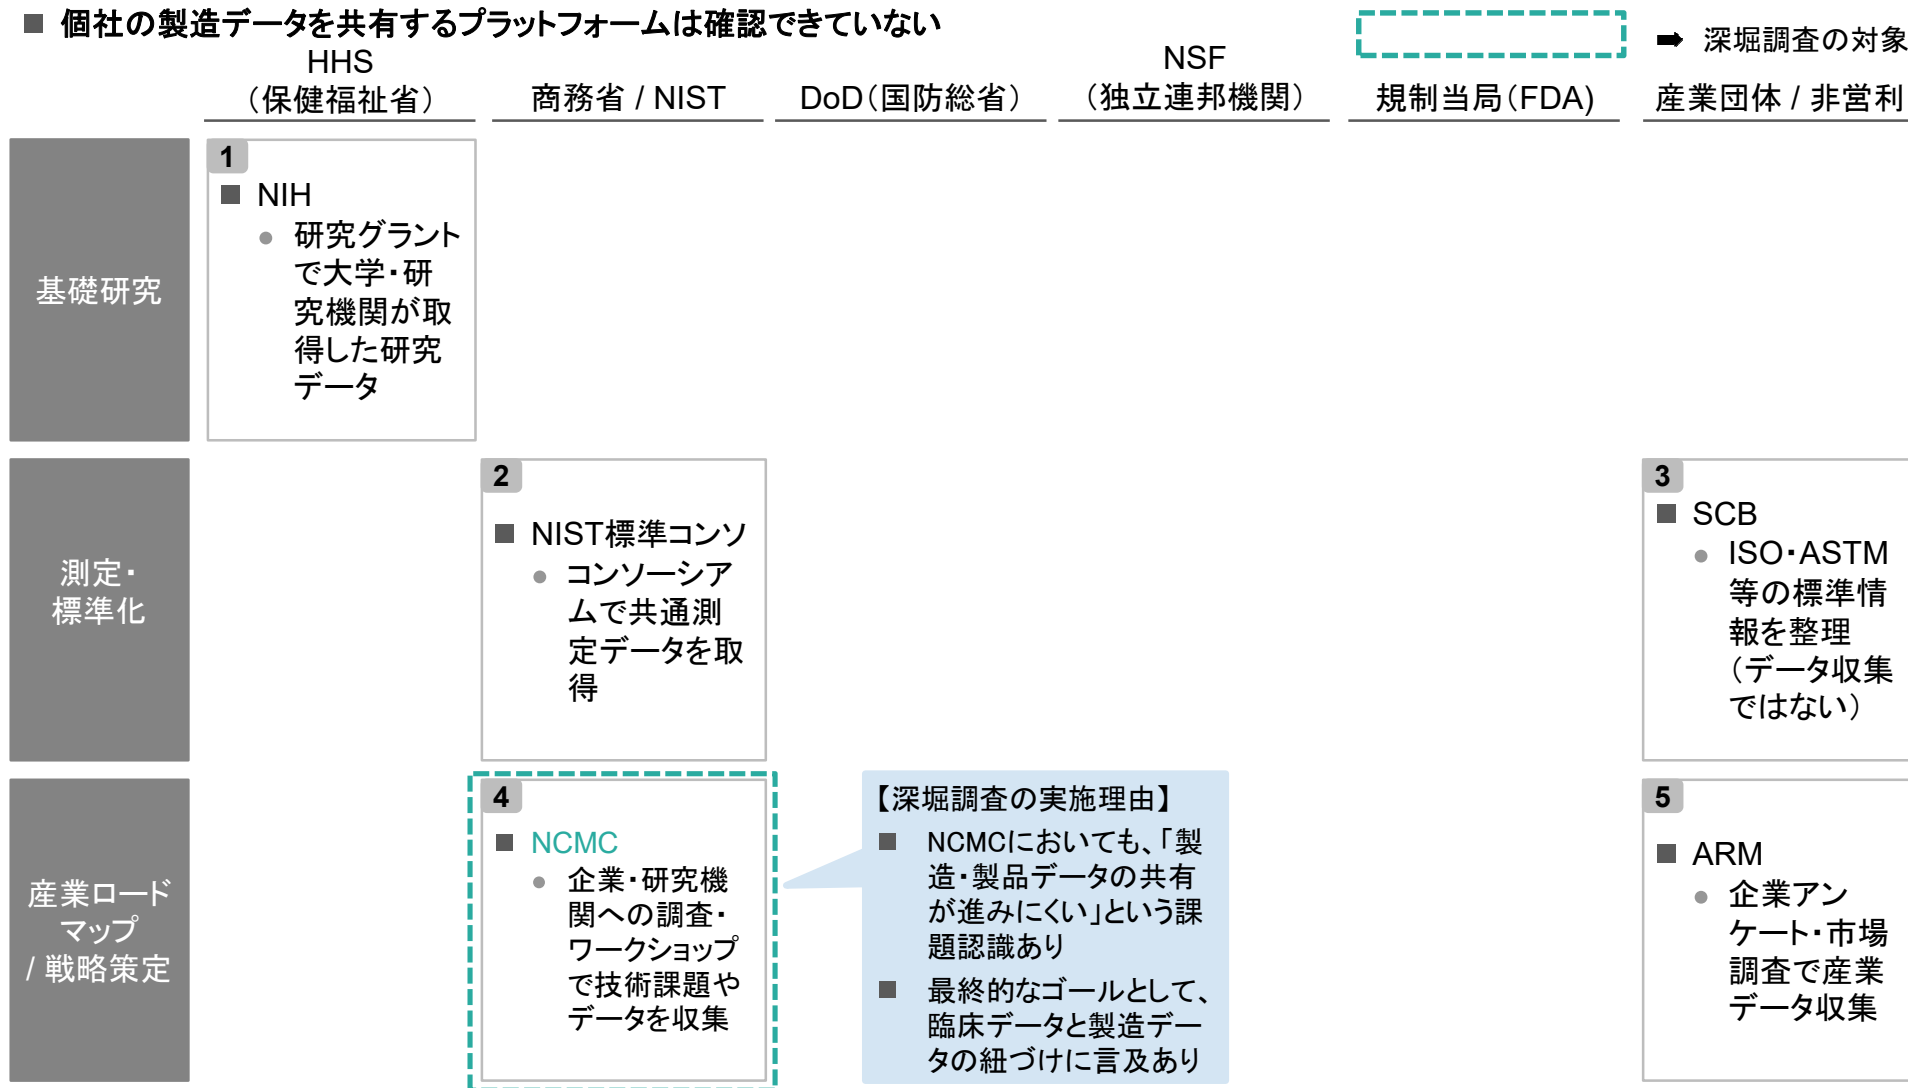 個社の製造データを共有するプラットフォームは確認できていない
➡ 深堀調査の対象
HHS
（保健福祉省）
商務省 / NIST
DoD（国防総省）
NSF
（独立連邦機関）
規制当局（FDA)
産業団体 / 非営利
基礎研究
1
NIH
研究グラント
で大学・研
究機関が取
得した研究
データ
測定・
標準化
2
NIST標準コンソ
コンソーシア
ムで共通測
定データを取
得
3
SCB
ISO・ASTM
等の標準情
報を整理
（データ収集
ではない）
産業ロード
マップ
/ 戦略策定
4
NCMC
企業・研究機
関への調査・
ワークショップ
で技術課題や
データを収集
【深堀調査の実施理由】
NCMCにおいても、「製
造・製品データの共有
が進みにくい」という課
題認識あり
最終的なゴールとして、
臨床データと製造デー
タの紐づけに言及あり
5
ARM
企業アン
ケート・市場
調査で産業
データ収集